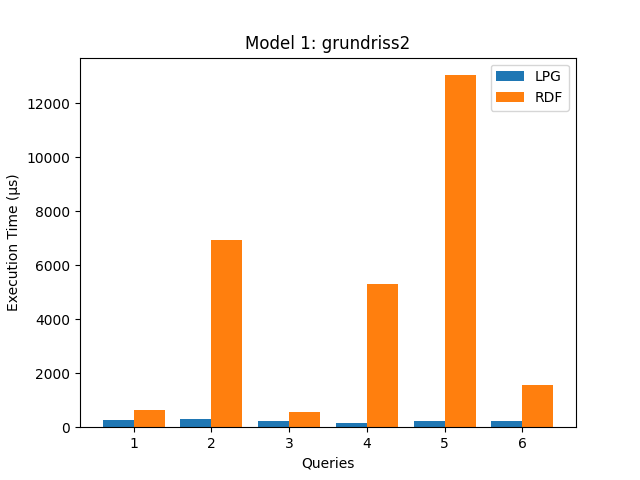 Model 1: grundriss2
LPG
RDF
Execution Time (µs)
12000
10000
8000
6000
4000
2000
0
1 2 3 4 5 6
Queries